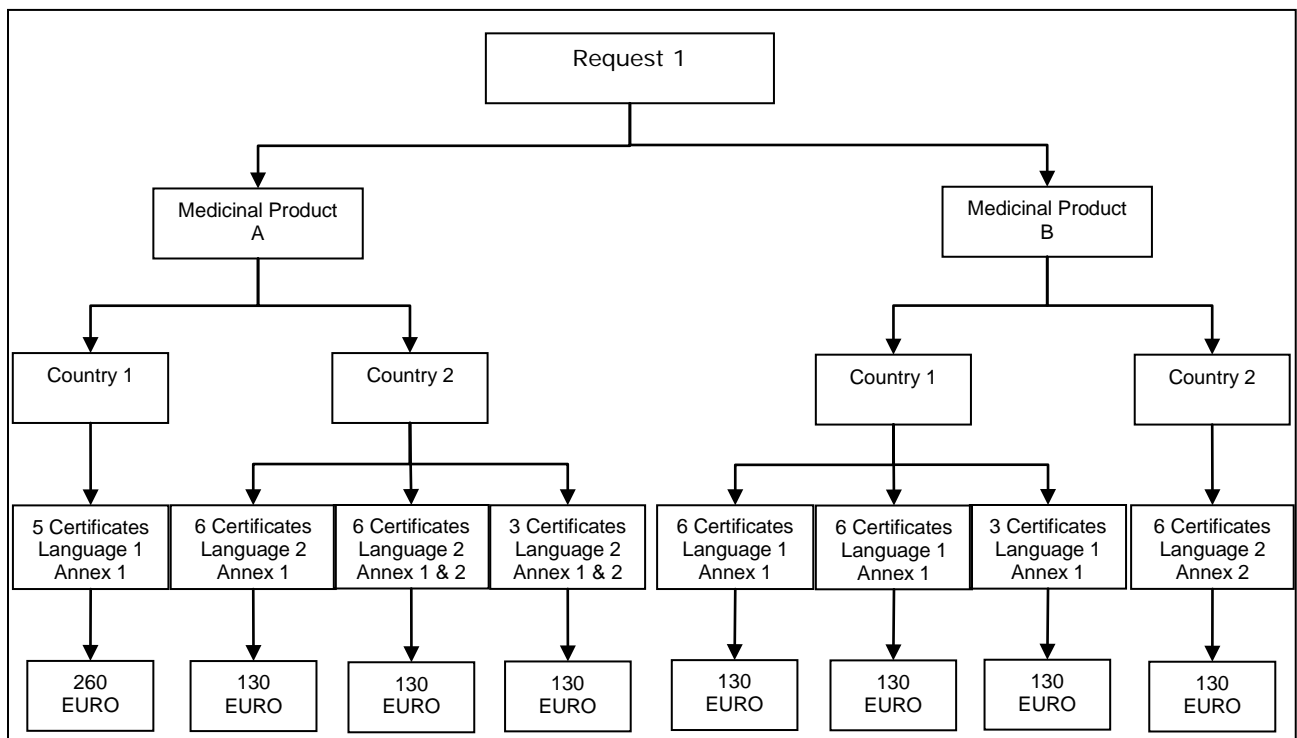 Request 1
Medicinal Product
A
Medicinal Product
B
Country 1
Country 2
Country 1
Country 2
5 Certificates
Language 1
Annex 1
6 Certificates
Language 2
Annex 1
6 Certificates
Language 2
Annex 1 & 2
3 Certificates
Language 2
Annex 1 & 2
6 Certificates
Language 1
Annex 1
6 Certificates
Language 1
Annex 1
3 Certificates
Language 1
Annex 1
6 Certificates
Language 2
Annex 2
260
EURO
130
EURO
130
EURO
130
EURO
130
EURO
130
EURO
130
EURO
130
EURO